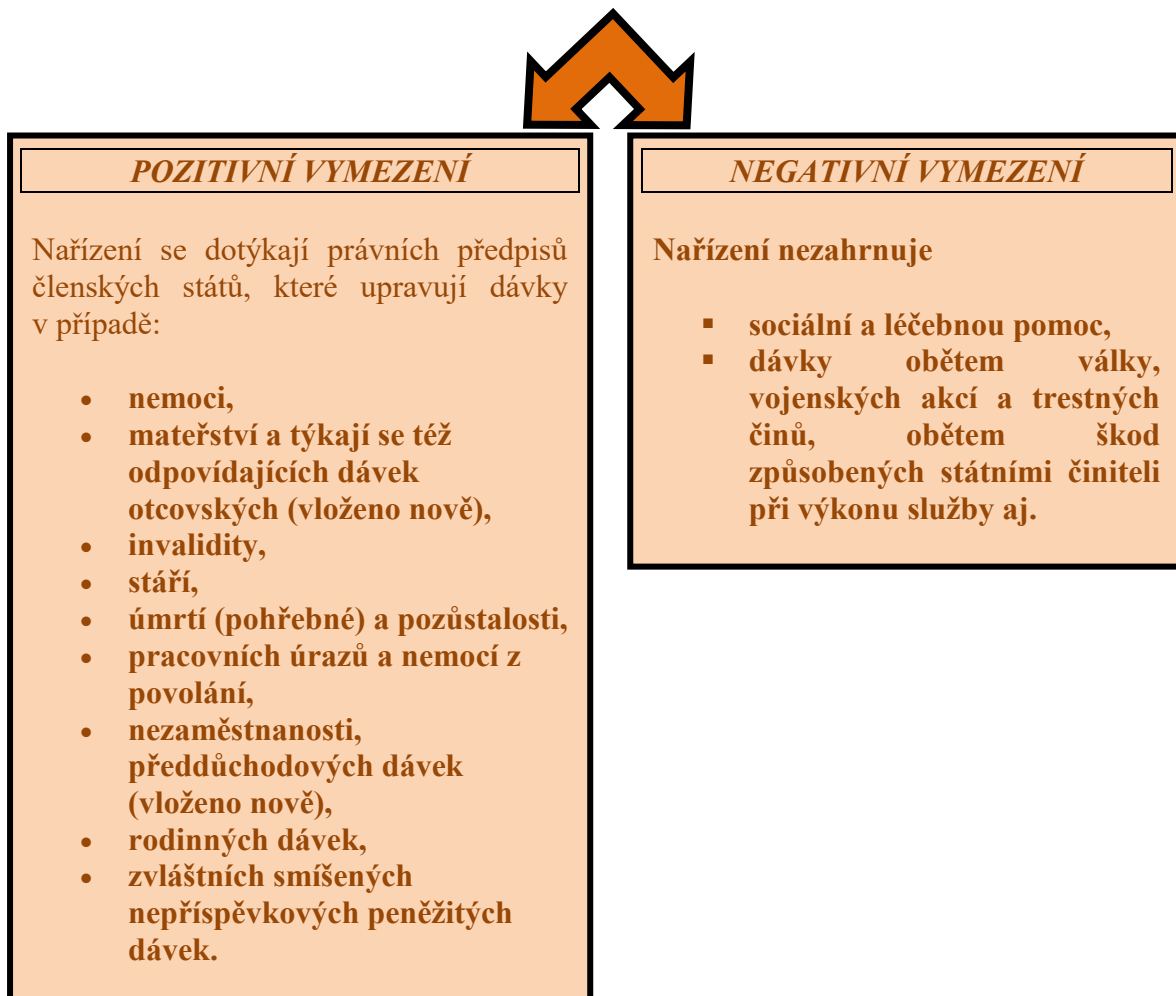 POZITIVNÍ VYMEZENÍ
Nařízení se dotýkají právních předpisů
členských států, které upravují dávky
v případě:
• nemoci,
• mateřství a týkají se též
odpovídajících dávek
otcovských (vloženo nově),
• invalidity,
• stáří,
• úmrtí (pohřebné) a pozůstalosti,
• pracovních úrazů a nemocí z
povolání,
• nezaměstnanosti,
předdůchodových dávek
(vloženo nově),
• rodinných dávek,
• zvláštních smíšených
nepříspěvkových peněžitých
dávek.
NEGATIVNÍ VYMEZENÍ
Nařízení nezahrnuje
▪ sociální a léčebnou pomoc,
▪ dávky obětem války,
vojenských akcí a trestných
činů, obětem škod
způsobených státními činiteli
při výkonu služby aj.